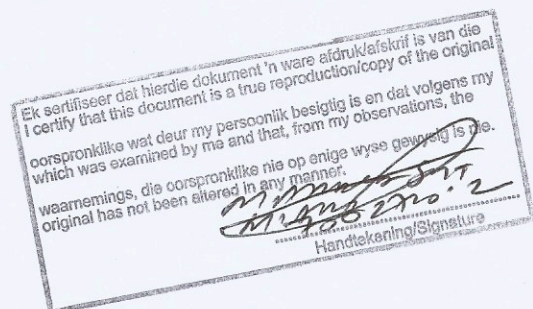 Ek sertifiseer dat hierdie dokument 'n ware afdruk/afskrif is van die
I certify that this document is a true reproduction/copy of the original
oorspronklike wat deur my persoonlik besigtig is en dat volgens my
which was examined by me and that, from my observations, the
waarnemings, die oorspronklike nie op enige wyse gewysig is nie.
original has not been altered in any manner.
Handtekening/Signature